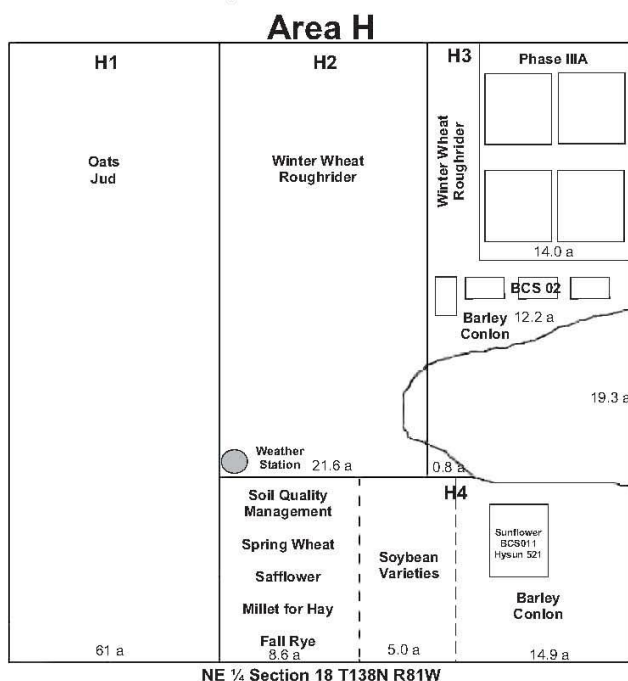 Area H
H1
H2
H3
Phase IIIA
Oats
Jud
Winter Wheat
Roughrider
Winter Wheat
Roughrider
14.0 a
BCS 02
Barley
Conlon
12.2 a
19.3 a
Weather
Station
21.6 a
0.8 a
H4
Soil Quality
Management
Spring Wheat
Safflower
Millet for Hay
Fall Rye
8.6 a
Soybean
Varieties
5.0 a
Sunflower
BCS011
Hysun 521
Barley
Conlon
14.9 a
61 a
NE ¼ Section 18 T138N R81W